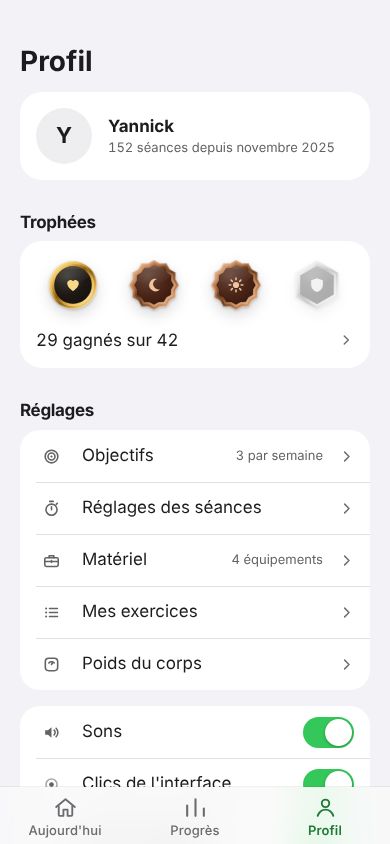 Profil
Y
Yannick
152 séances depuis novembre 2025
Trophées
29 gagnés sur 42
Réglages
Objectifs 3 par semaine
Réglages des séances
Matériel 4 équipements
Mes exercices
Poids du corps
Sons
Clics de l'interface
Aujourd'hui Progrès Profil